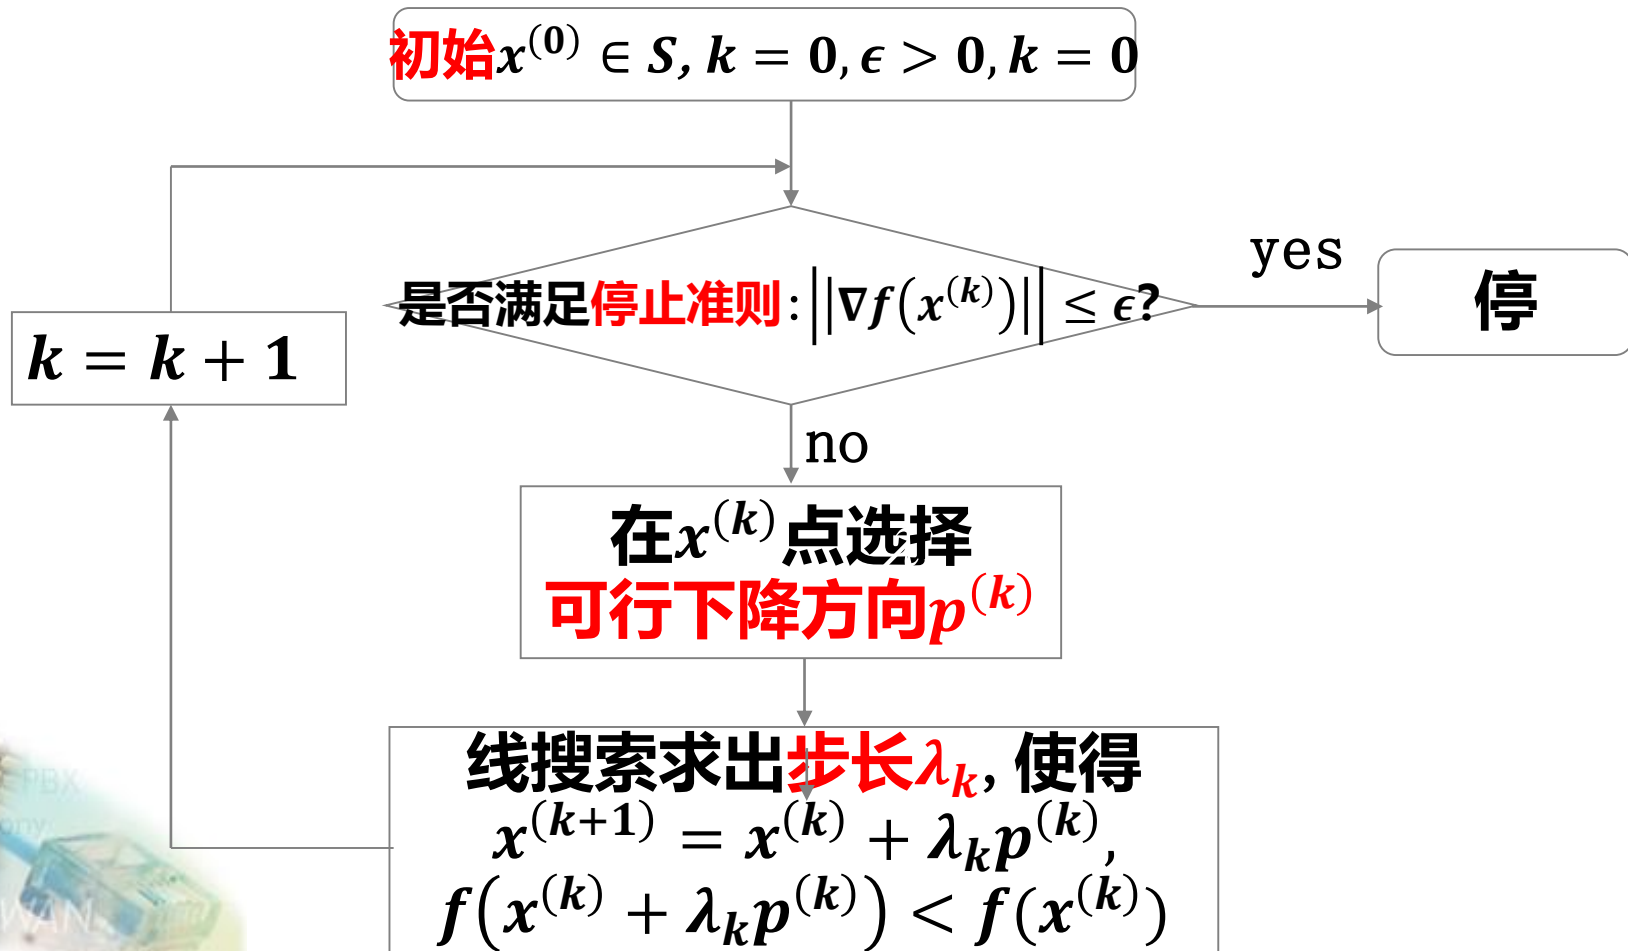 初始x^(0) ∈ S, k = 0, ϵ > 0, k = 0
是否满足停止准则: ||∇f(x^(k))|| ≤ ϵ?
yes
停
k = k + 1
no
在x^(k)点选择
可行下降方向p^(k)
线搜索求出步长λ_k, 使得
x^(k+1) = x^(k) + λ_k p^(k),
f(x^(k) + λ_k p^(k)) < f(x^(k))
PBX
WAN